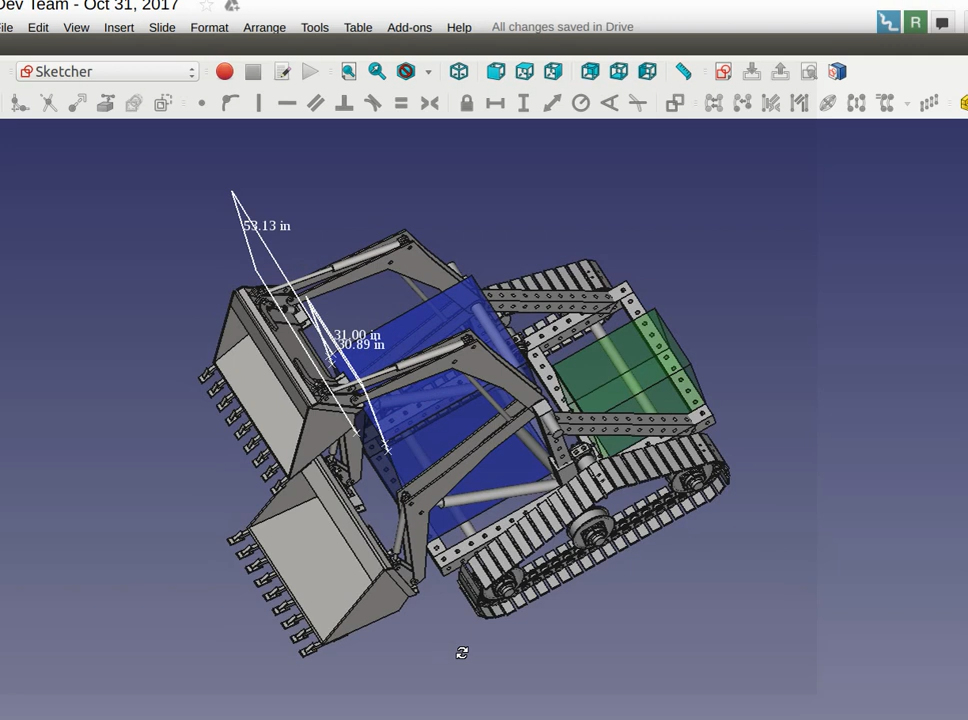 Dev Team - Oct 31, 2017
File Edit View Insert Slide Format Arrange Tools Table Add-ons Help All changes saved in Drive
R
Sketcher
53.13 in
31.00 in
30.89 in